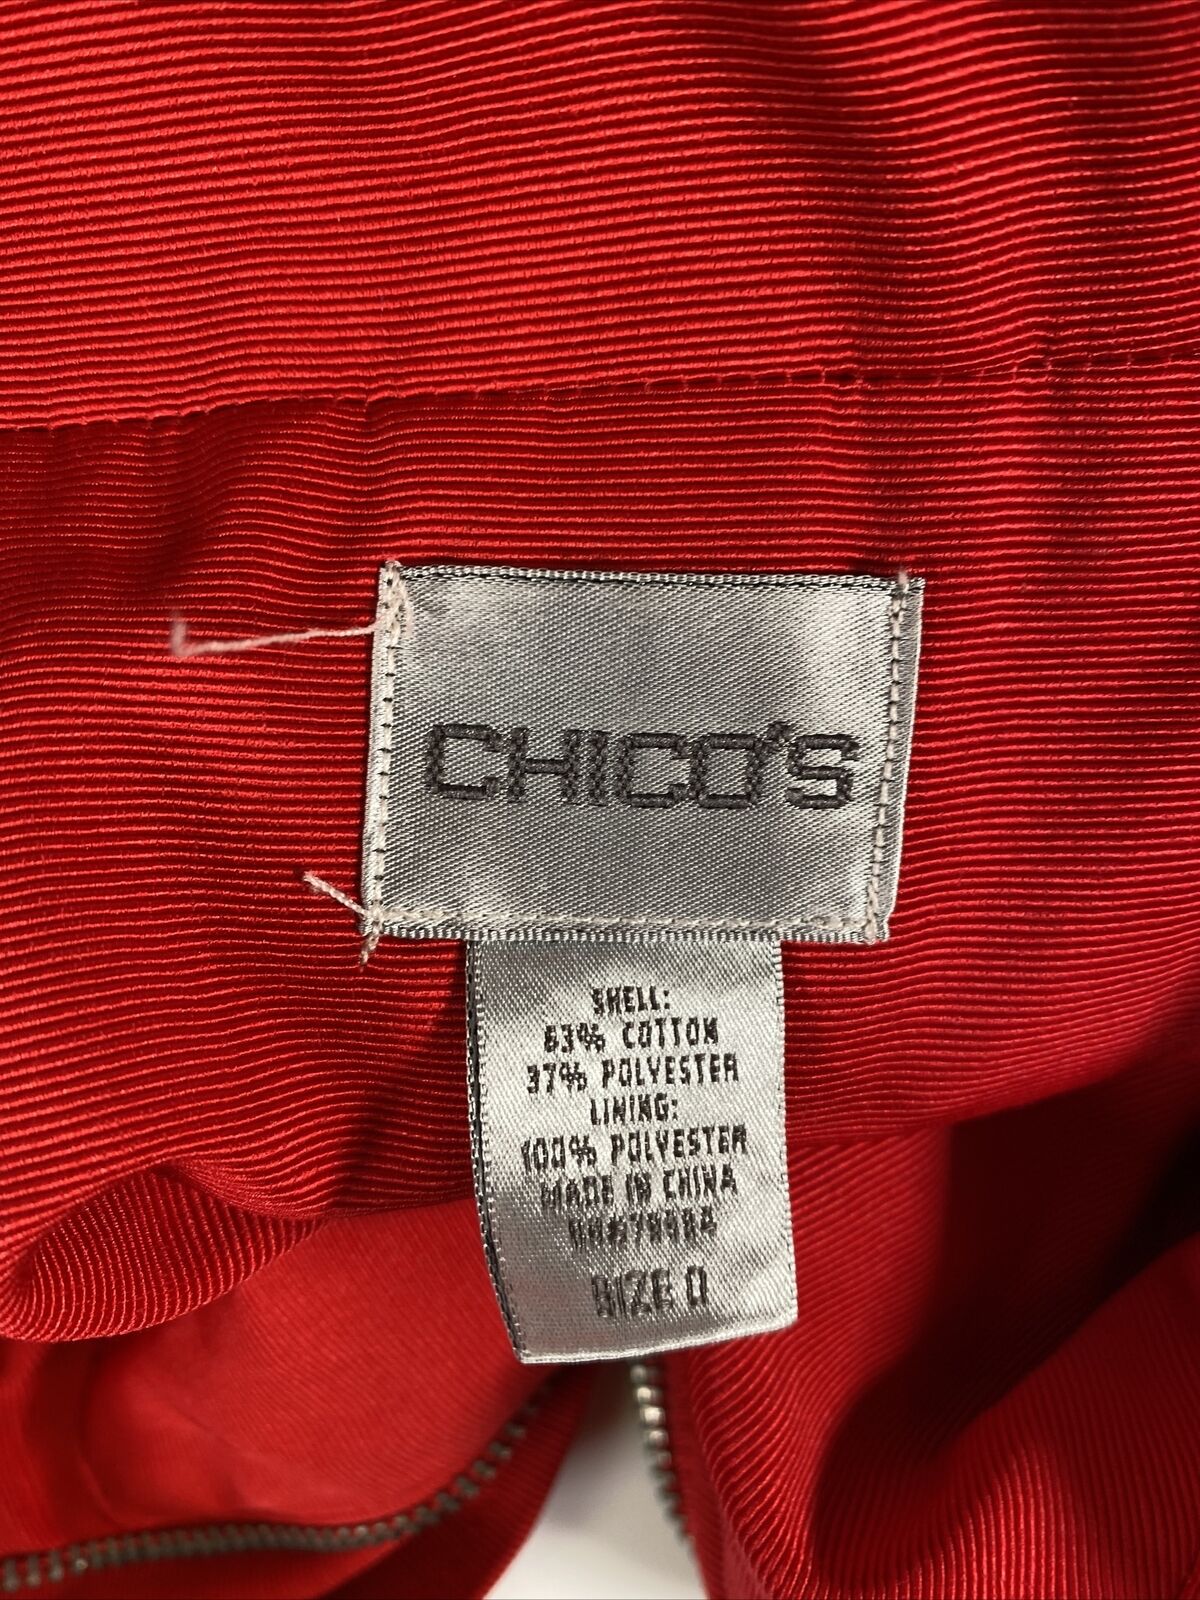 CHICO'S
SHELL:
63% COTTON
37% POLYESTER
LINING:
100% POLYESTER
MADE IN CHINA
SIZE 0